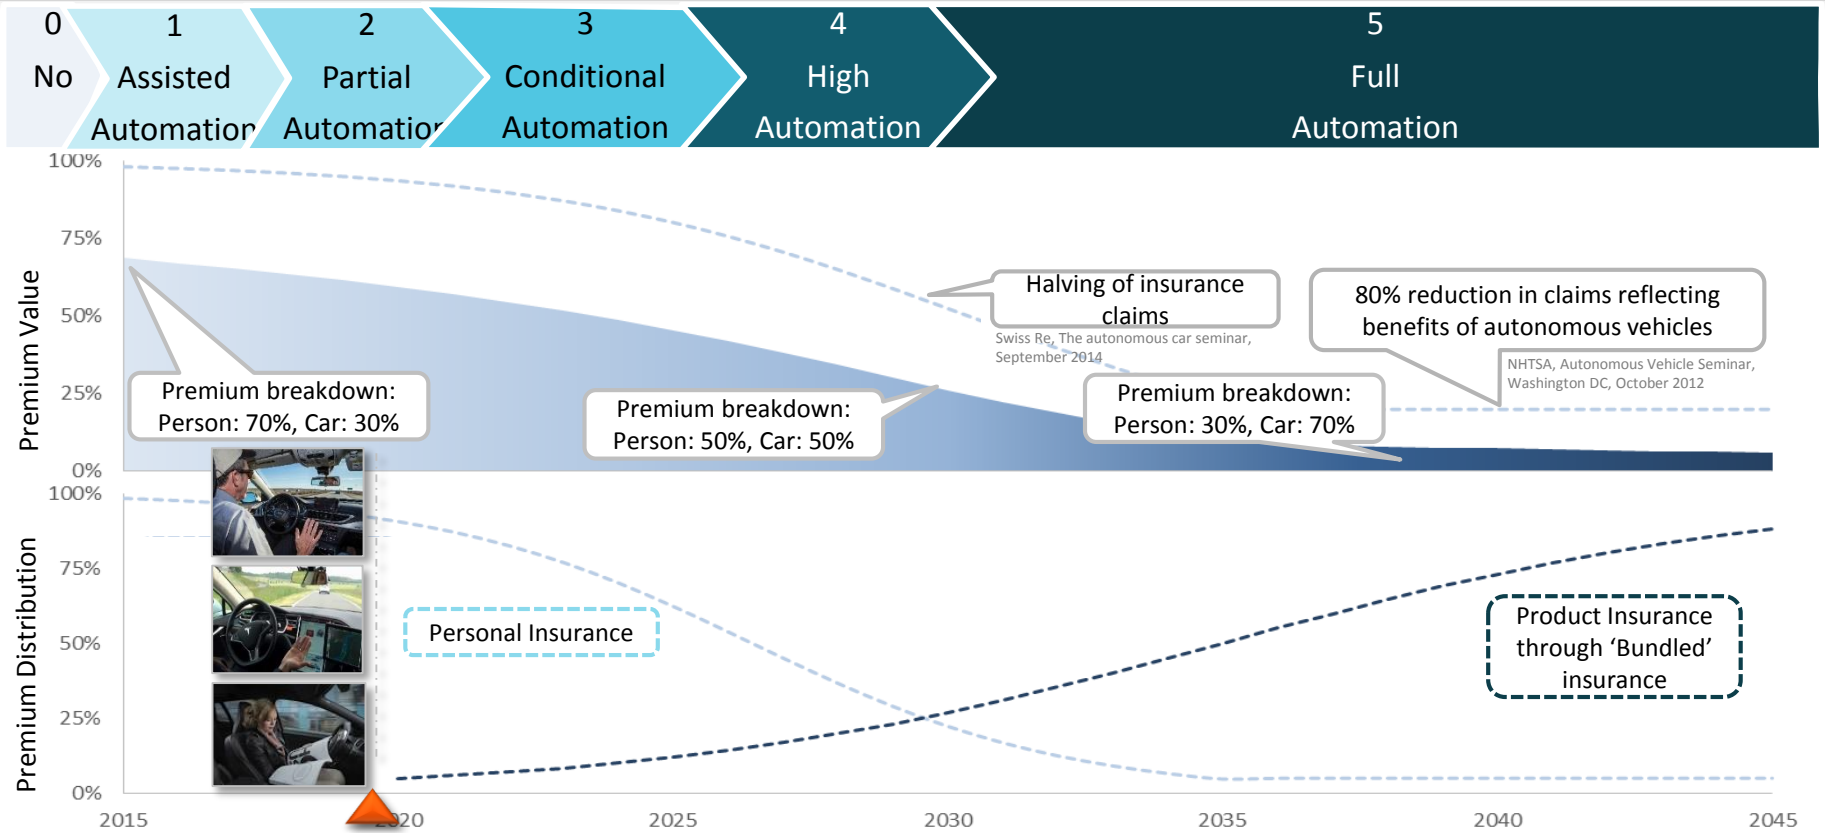 0
No
1
Assisted
Automation
2
Partial
Automation
3
Conditional
Automation
4
High
Automation
5
Full
Automation
Premium Value
100%
75%
50%
25%
0%
Premium breakdown:
Person: 70%, Car: 30%
Premium breakdown:
Person: 50%, Car: 50%
Halving of insurance
claims
Swiss Re, The autonomous car seminar,
September 2014
Premium breakdown:
Person: 30%, Car: 70%
80% reduction in claims reflecting
benefits of autonomous vehicles
NHTSA, Autonomous Vehicle Seminar,
Washington DC, October 2012
Premium Distribution
100%
75%
50%
25%
0%
Personal Insurance
Product Insurance
through ‘Bundled’
insurance
2015
2020
2025
2030
2035
2040
2045